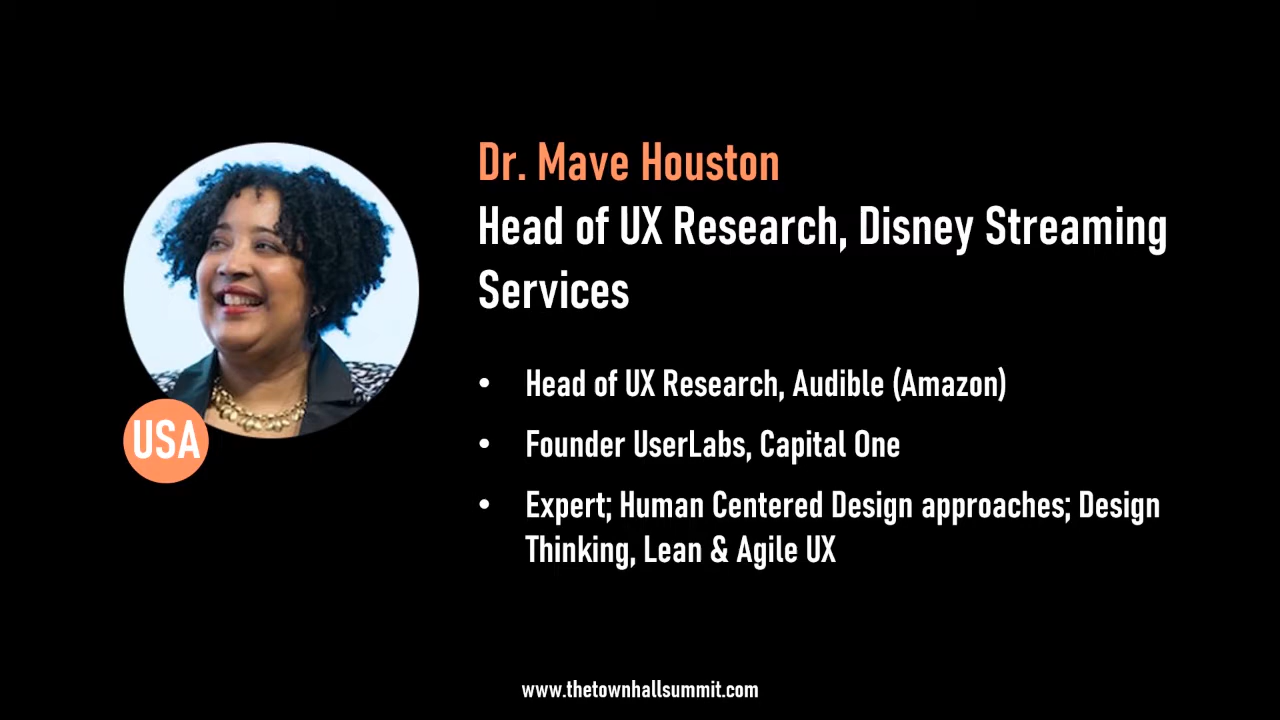 Dr. Mave Houston
Head of UX Research, Disney Streaming
Services
• Head of UX Research, Audible (Amazon)
• Founder UserLabs, Capital One
• Expert; Human Centered Design approaches; Design
Thinking, Lean & Agile UX
USA
www.thetownhallsummit.com